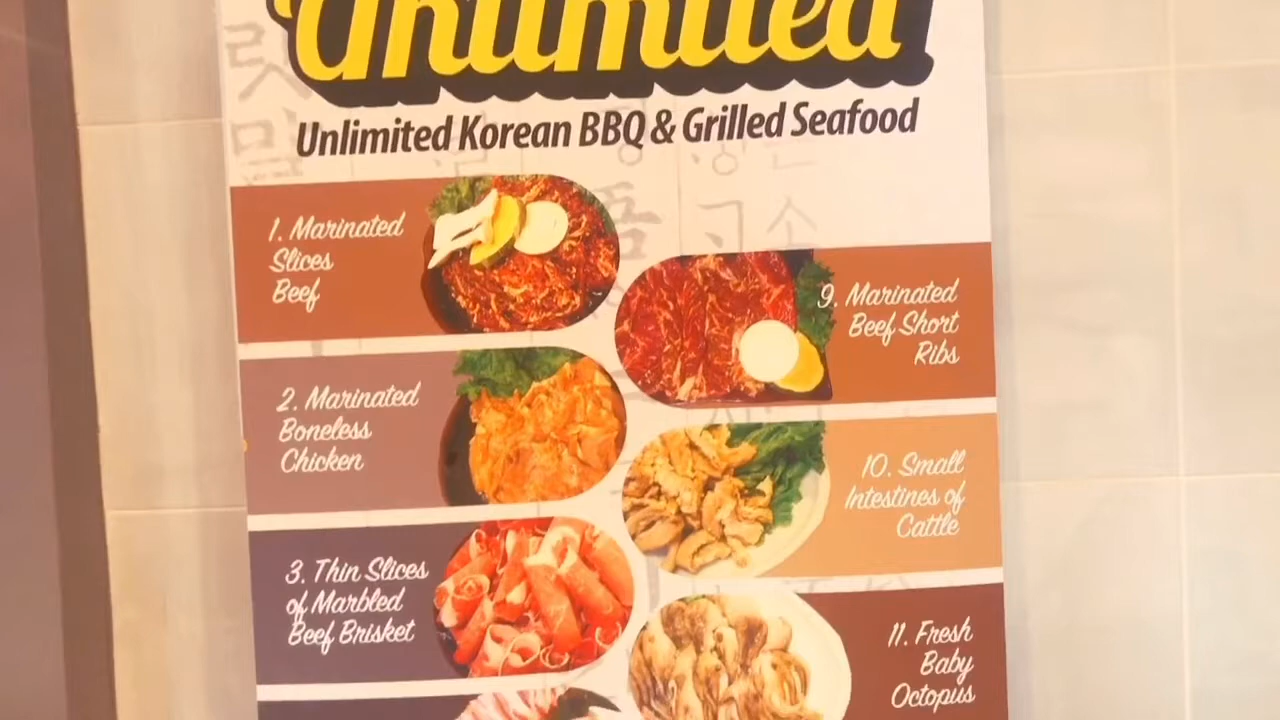 Unlimited
Unlimited Korean BBQ & Grilled Seafood
1. Marinated
Slices
Beef
2. Marinated
Boneless
Chicken
3. Thin Slices
of Marbled
Beef Brisket
9. Marinated
Beef Short
Ribs
10. Small
Intestines of
Cattle
11. Fresh
Baby
Octopus